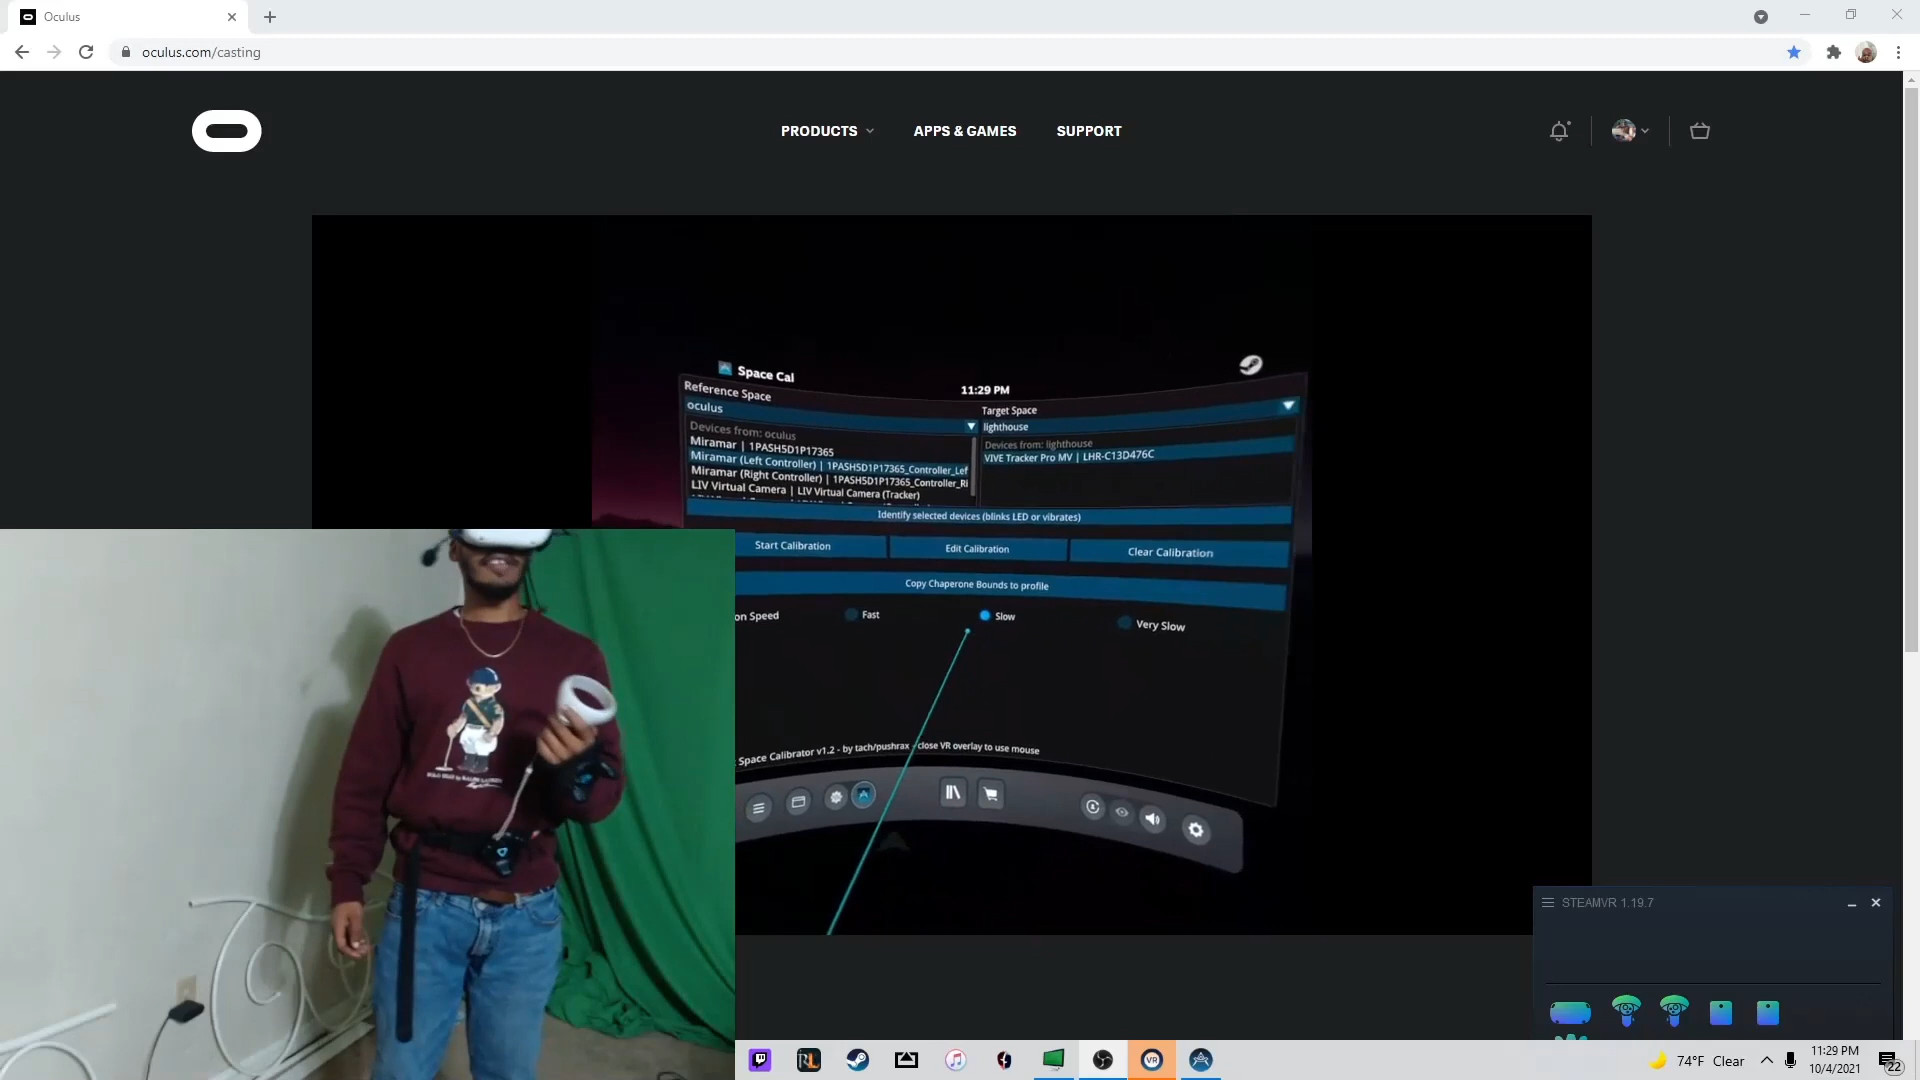 Oculus
oculus.com/casting
PRODUCTS
APPS & GAMES
SUPPORT
Space Cal
11:29 PM
Reference Space
oculus
Devices from: oculus
Miramar | 1PASH5D1P17365
Miramar (Left Controller) | 1PASH5D1P17365_Controller_Lef
Miramar (Right Controller) | 1PASH5D1P17365_Controller_Ri
LIV Virtual Camera | LIV Virtual Camera (Tracker)
Target Space
lighthouse
Devices from: lighthouse
VIVE Tracker Pro MV | LHR-C13D476C
Identify selected devices (blinks LED or vibrates)
Start Calibration
Edit Calibration
Clear Calibration
Copy Chaperone Bounds to profile
on Speed
Fast
Slow
Very Slow
Space Calibrator v1.2 - by tach/pushrax - close VR overlay to use mouse
STEAMVR 1.19.7
VR
74°F Clear
11:29 PM
10/4/2021
22